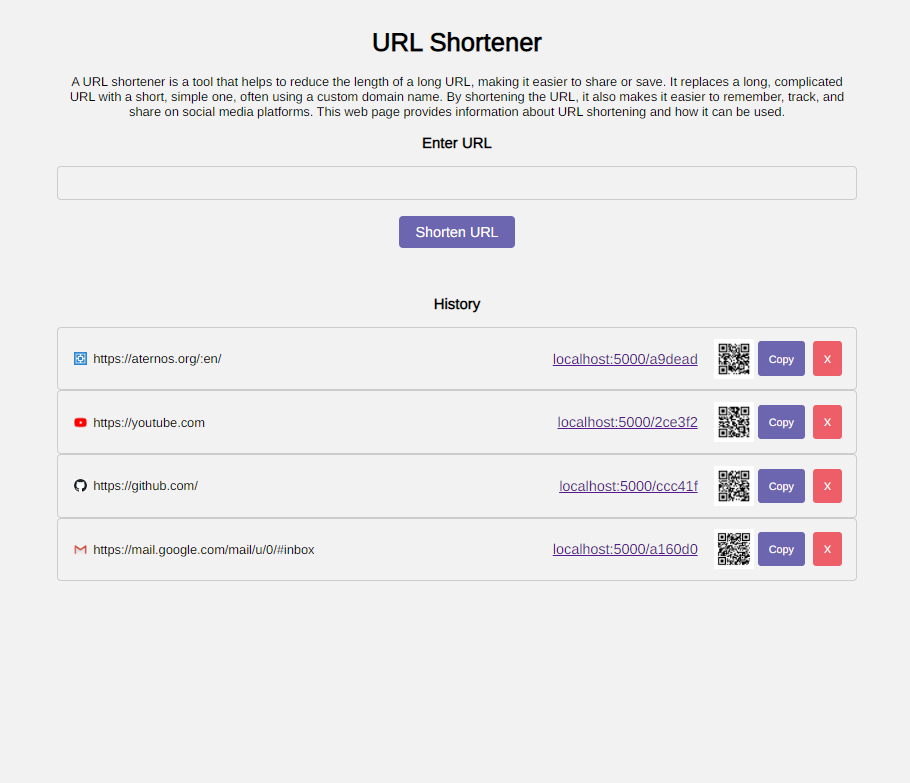 URL Shortener
A URL shortener is a tool that helps to reduce the length of a long URL, making it easier to share or save. It replaces a long, complicated
URL with a short, simple one, often using a custom domain name. By shortening the URL, it also makes it easier to remember, track, and
share on social media platforms. This web page provides information about URL shortening and how it can be used.
Enter URL
Shorten URL
History
https://aternos.org/:en/ localhost:5000/a9dead Copy X
https://youtube.com localhost:5000/2ce3f2 Copy X
https://github.com/ localhost:5000/ccc41f Copy X
https://mail.google.com/mail/u/0/#inbox localhost:5000/a160d0 Copy X